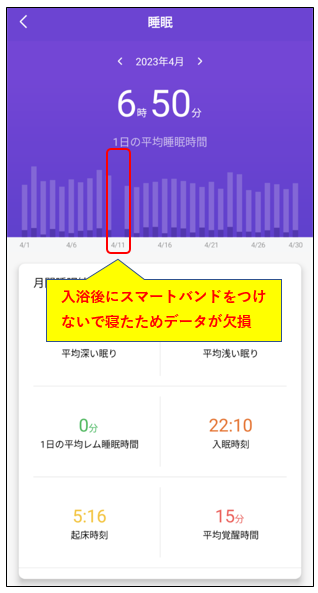 睡眠
2023年4月
6時50分
1日の平均睡眠時間
4/1 4/6 4/11 4/16 4/21 4/26 4/30
入浴後にスマートバンドをつけ
ないで寝たためデータが欠損
平均深い眠り 平均浅い眠り
0分 22:10
1日の平均レム睡眠時間 入眠時刻
5:16 15分
起床時刻 平均覚醒時間